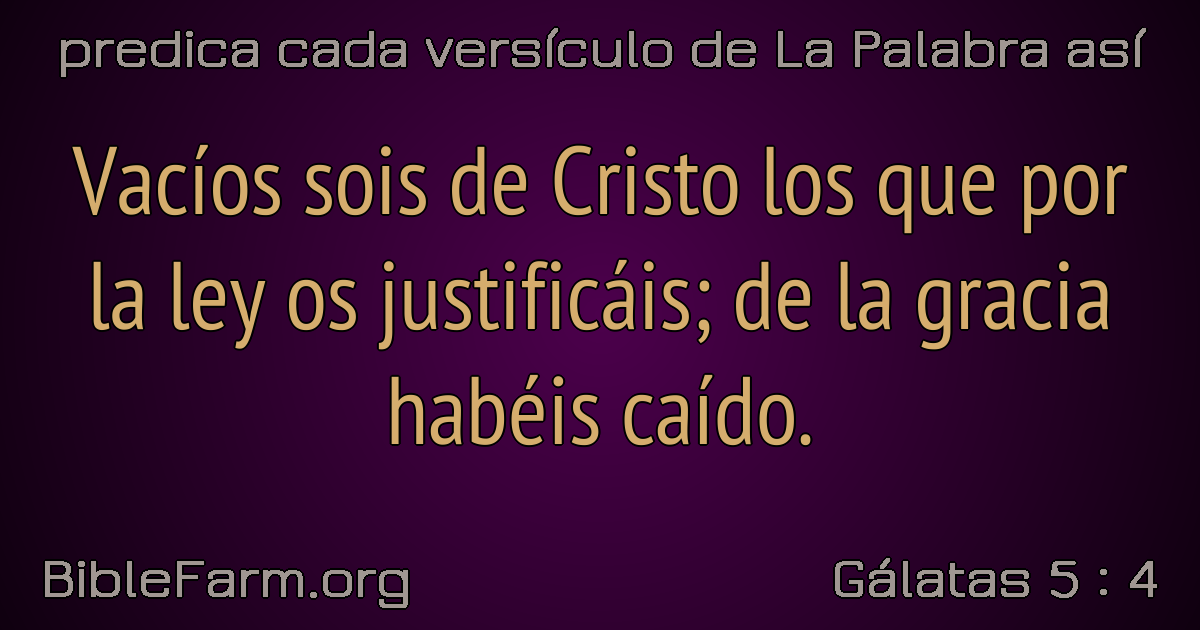 predica cada versículo de La Palabra así
Vacíos sois de Cristo los que por
la ley os justificáis; de la gracia
habéis caído.
BibleFarm.org
Gálatas 5 : 4